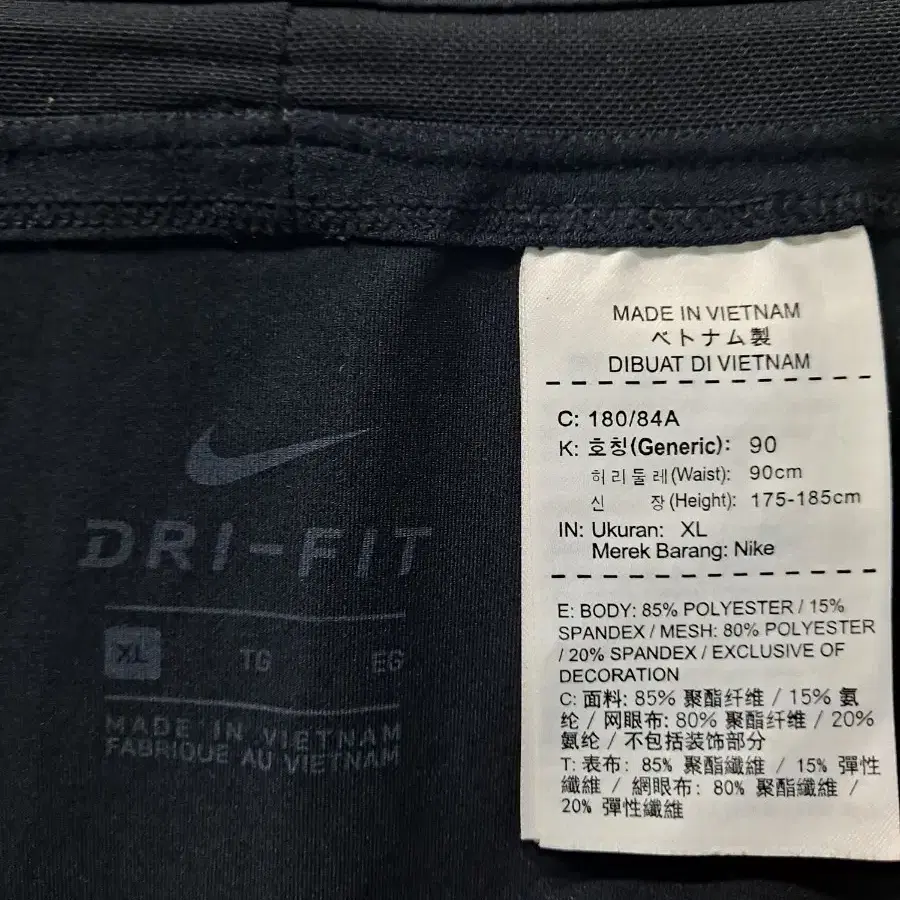 DRI-FIT
XL TG EG
MADE IN VIETNAM
FABRIQUE AU VIETNAM
MADE IN VIETNAM
ベトナム製
DIBUAT DI VIETNAM
C: 180/84A
K: 호칭(Generic): 90
허리둘레(Waist): 90cm
신 장(Height): 175-185cm
IN: Ukuran: XL
Merek Barang: Nike
E: BODY: 85% POLYESTER / 15%
SPANDEX / MESH: 80% POLYESTER
/ 20% SPANDEX / EXCLUSIVE OF
DECORATION
C: 面料: 85% 聚酯纤维 / 15% 氨
纶 / 网眼布: 80% 聚酯纤维 / 20%
氨纶 / 不包括装饰部分
T: 表布: 85% 聚酯纖維 / 15% 彈性
纖維 / 網眼布: 80% 聚酯纖維 /
20% 彈性纖維